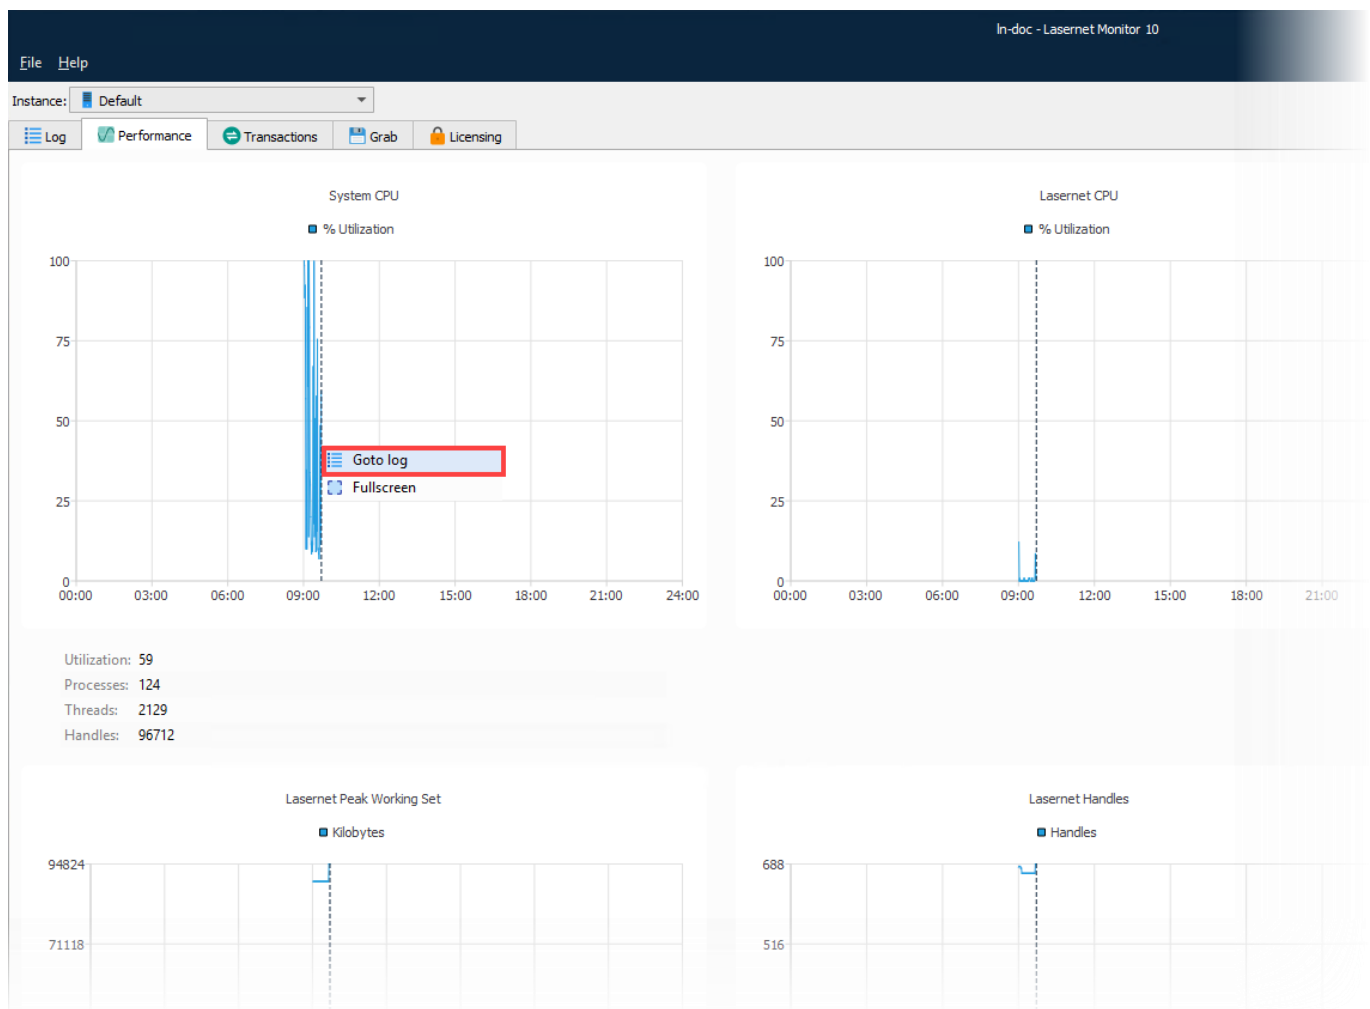 ln-doc - Lasernet Monitor 10
File Help
Instance: Default
Log Performance Transactions Grab Licensing
System CPU
% Utilization
100
75
50
25
0
00:00 03:00 06:00 09:00 12:00 15:00 18:00 21:00 24:00
Goto log
Fullscreen
Lasernet CPU
% Utilization
100
75
50
25
0
00:00 03:00 06:00 09:00 12:00 15:00 18:00 21:00
Utilization: 59
Processes: 124
Threads: 2129
Handles: 96712
Lasernet Peak Working Set
Kilobytes
94824
71118
Lasernet Handles
Handles
688
516